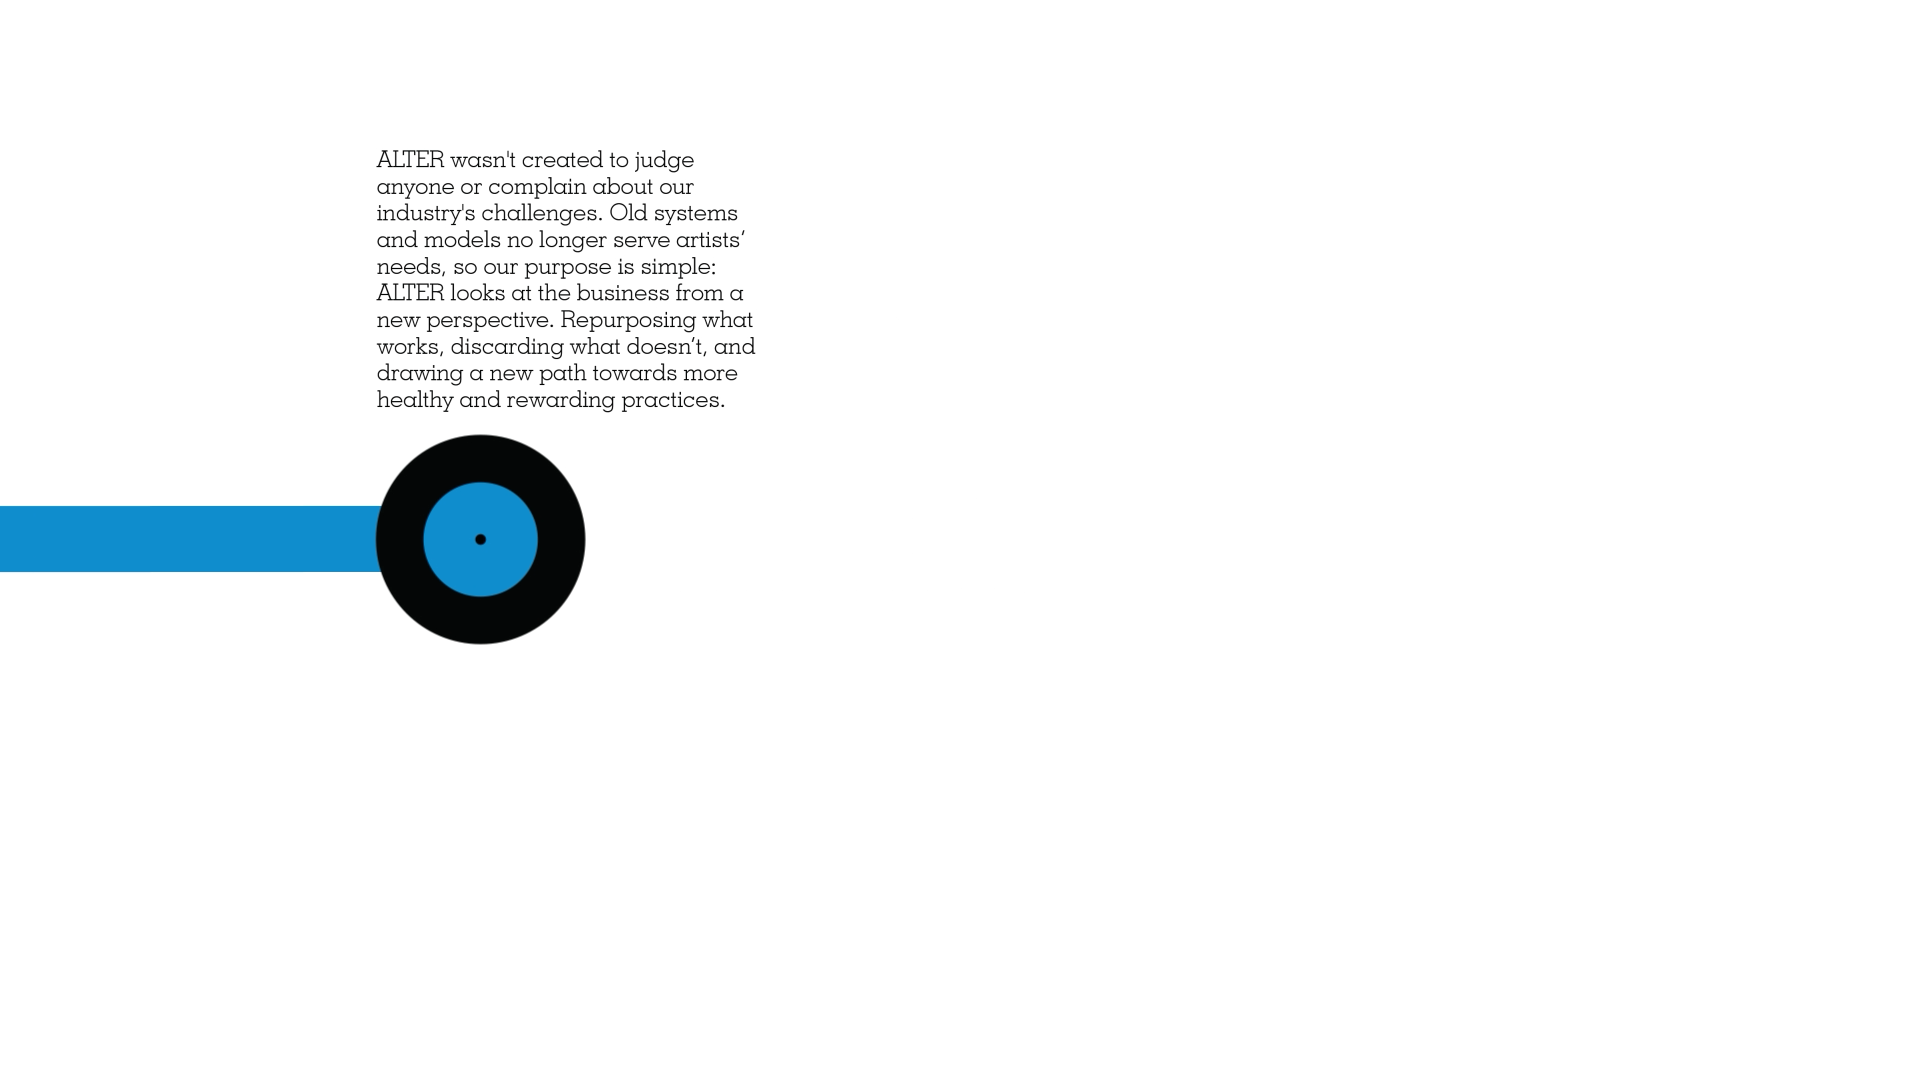 ALTER wasn't created to judge
anyone or complain about our
industry's challenges. Old systems
and models no longer serve artists’
needs, so our purpose is simple:
ALTER looks at the business from a
new perspective. Repurposing what
works, discarding what doesn’t, and
drawing a new path towards more
healthy and rewarding practices.